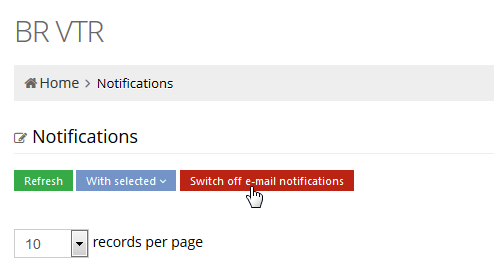 BR VTR
Home > Notifications
Notifications
Refresh With selected Switch off e-mail notifications
10 records per page